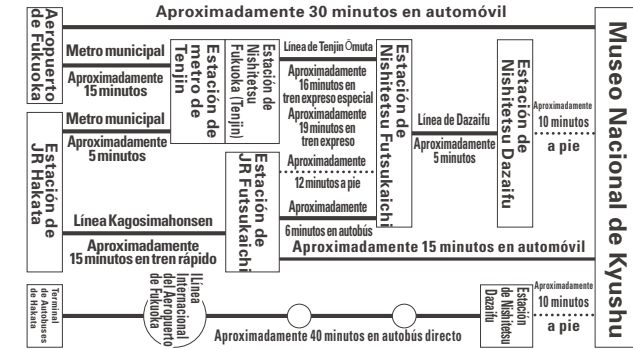 Aproximadamente 30 minutos en automóvil
Aeropuerto
de Fukuoka
Metro municipal
Aproximadamente
15 minutos
Estación de
metro de
Tenjin
Estación de
Nishitetsu
Fukuoka (Tenjin)
Línea de Tenjin Ōmuta
Aproximadamente
16 minutos en
tren expreso especial
Aproximadamente
19 minutos en
tren expreso
Estación de
Nishitetsu Futsukaichi
Línea de Dazaifu
Aproximadamente
5 minutos
Estación de
Nishitetsu Dazaifu
Aproximadamente
10 minutos
a pie
Museo Nacional de Kyushu
Estación de
JR Hakata
Metro municipal
Aproximadamente
5 minutos
Línea Kagosimahonsen
Aproximadamente
15 minutos en tren rápido
Estación de
JR Futsukaichi
Aproximadamente
12 minutos a pie
Aproximadamente
6 minutos en autobús
Aproximadamente 15 minutos en automóvil
Terminal
de Autobuses
de Hakata
ILínea
Internacional
del Aeropuerto
de Fukuoka
Aproximadamente 40 minutos en autobús directo
Estación
de Nishitetsu
Dazaifu
Aproximadamente
10 minutos
a pie